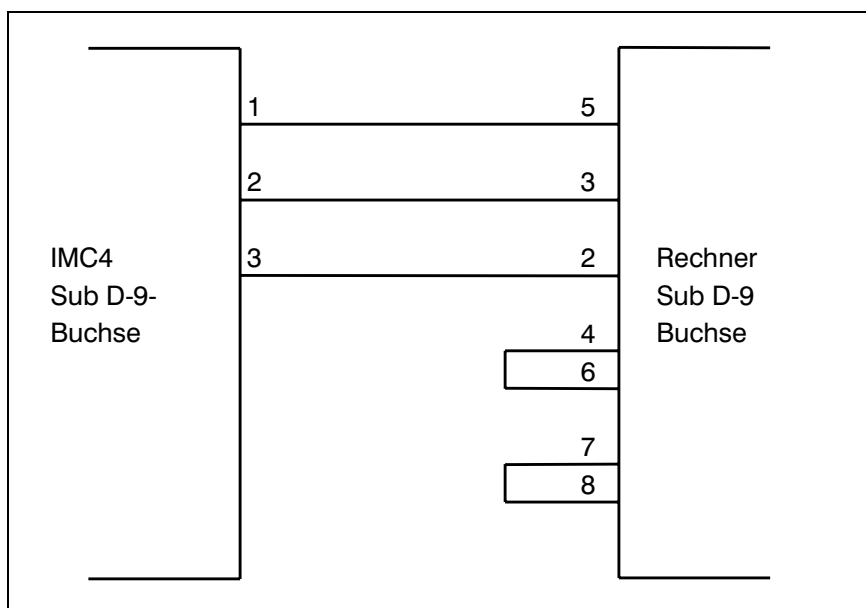 1 5
2 3
IMC4
Sub D-9-
Buchse
3 2
Rechner
Sub D-9
Buchse
4
6
7
8